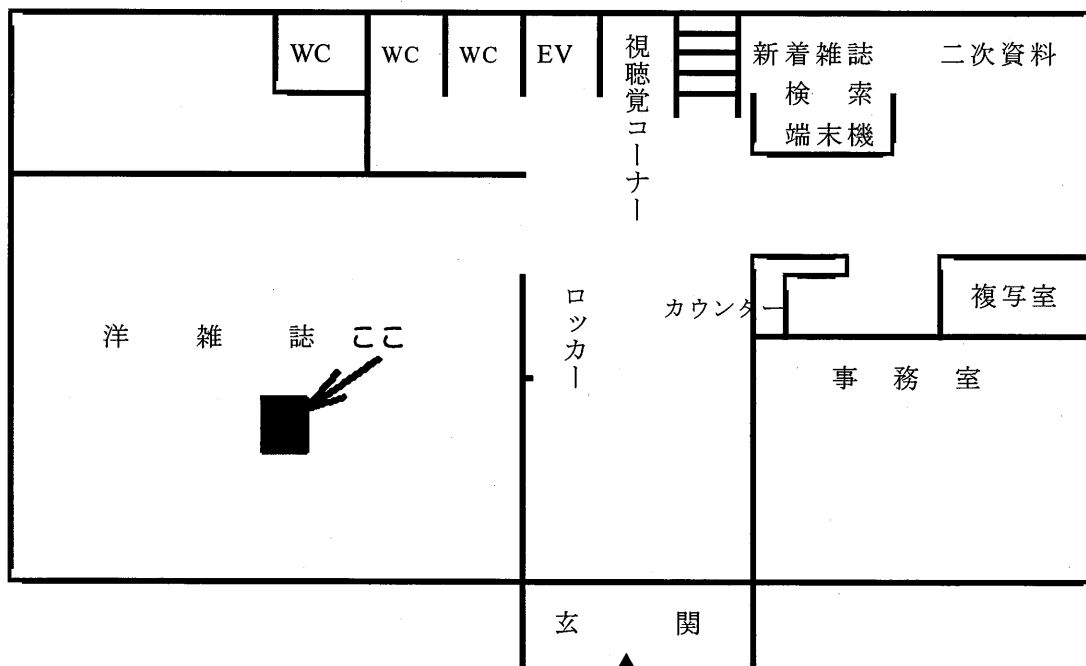 WC
WC
WC
EV
視聴覚コーナー
新着雑誌
二次資料
検索
端末機
洋雑誌
ここ
ロッカー
カウンター
複写室
事務室
玄関